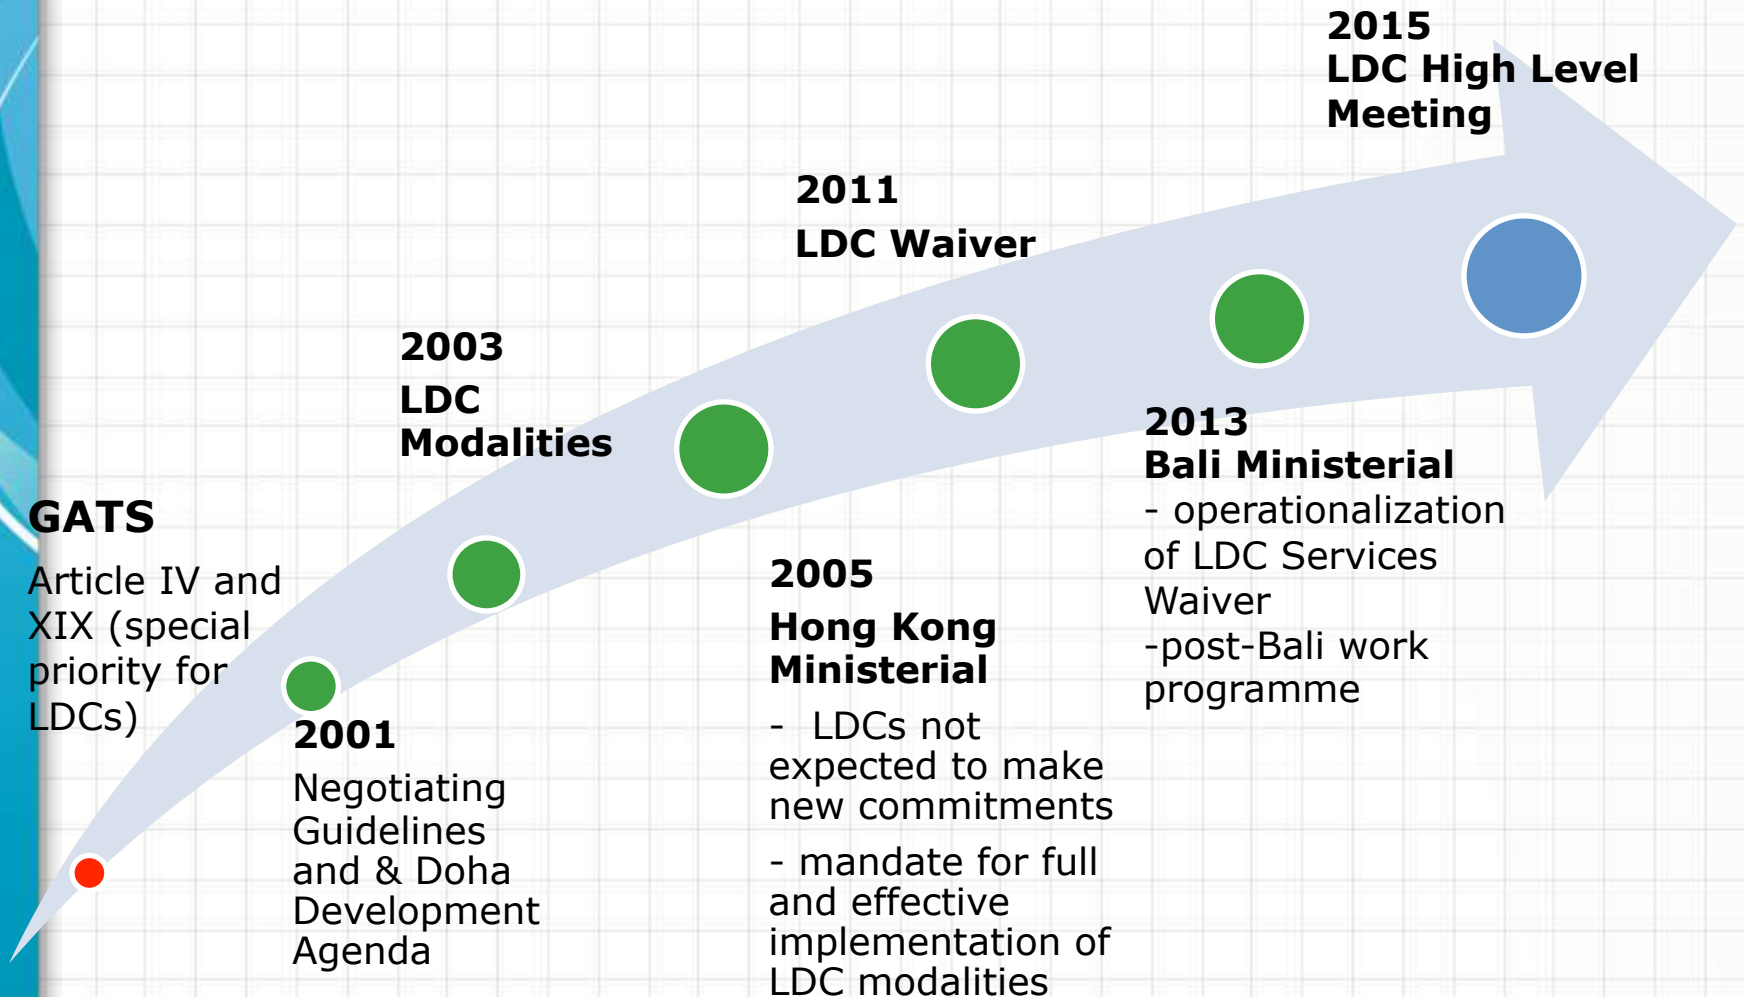 GATS
Article IV and
XIX (special
priority for
LDCs)
2001
Negotiating
Guidelines
and & Doha
Development
Agenda
2003
LDC
Modalities
2005
Hong Kong
Ministerial
- LDCs not
expected to make
new commitments
- mandate for full
and effective
implementation of
LDC modalities
2011
LDC Waiver
2013
Bali Ministerial
- operationalization
of LDC Services
Waiver
-post-Bali work
programme
2015
LDC High Level
Meeting